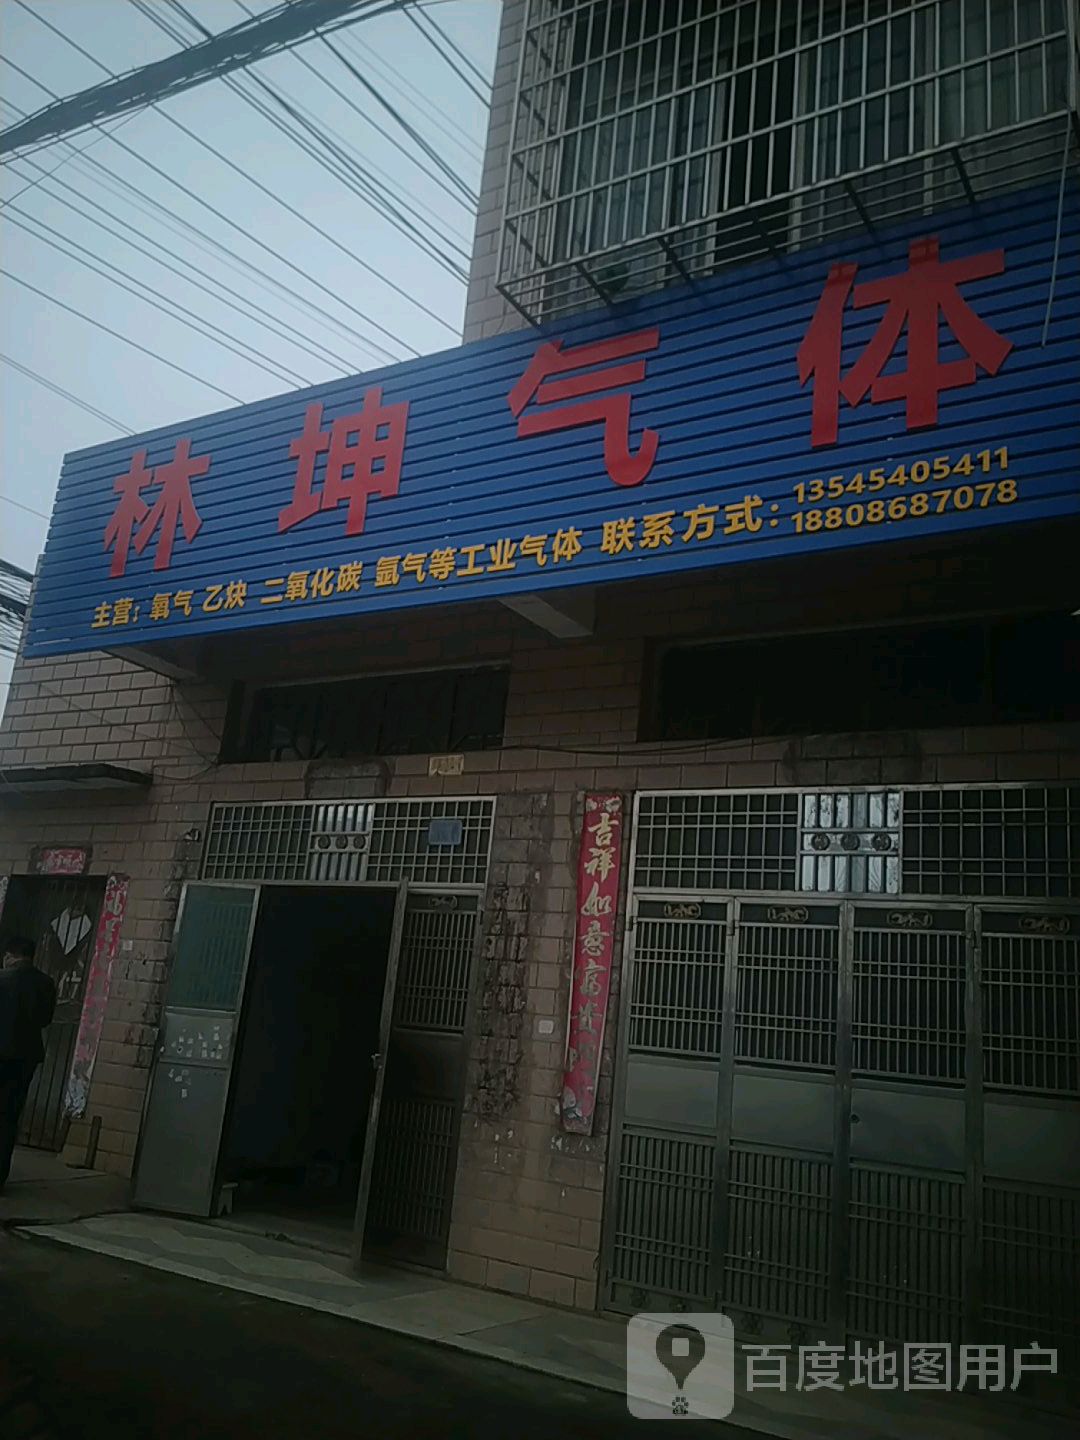 林坤气体
主营:氧气 乙炔 二氧化碳 氩气等工业气体 联系方式:
13545405411
18808687078
吉祥如意富贵
百度地图用户